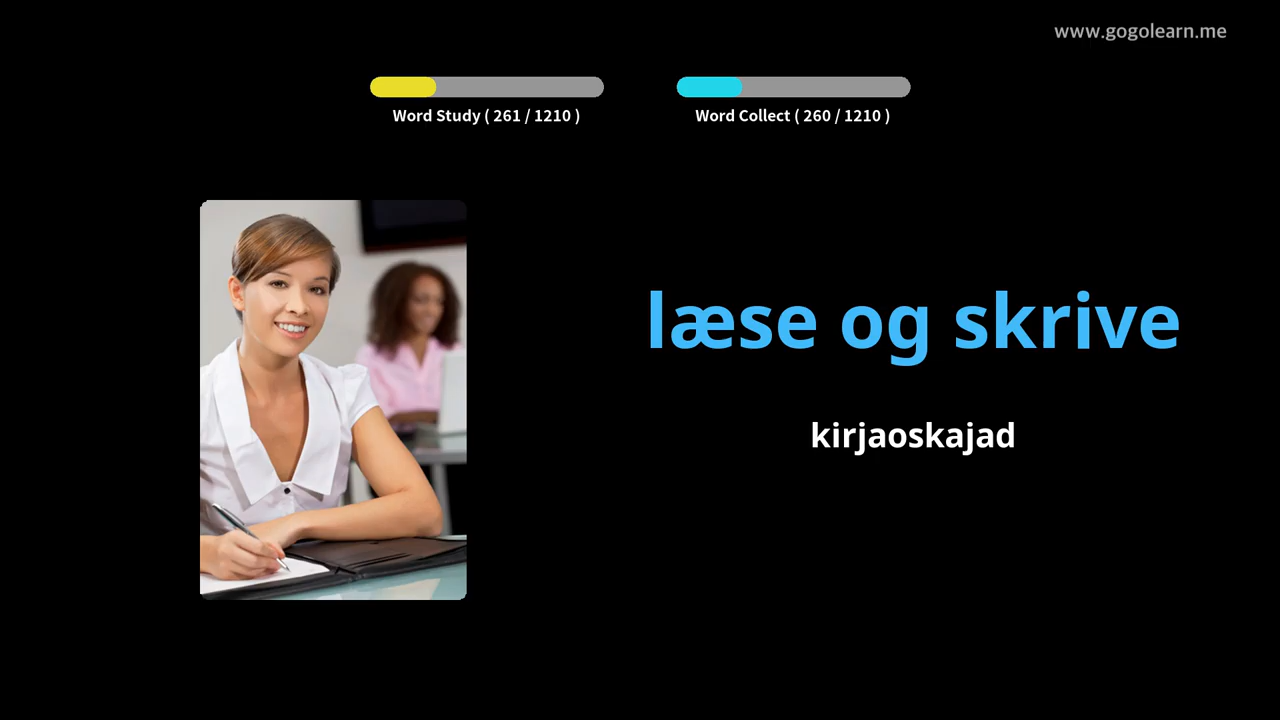 www.gogolearn.me
Word Study ( 261 / 1210 )
Word Collect ( 260 / 1210 )
læse og skrive
kirjaoskajad